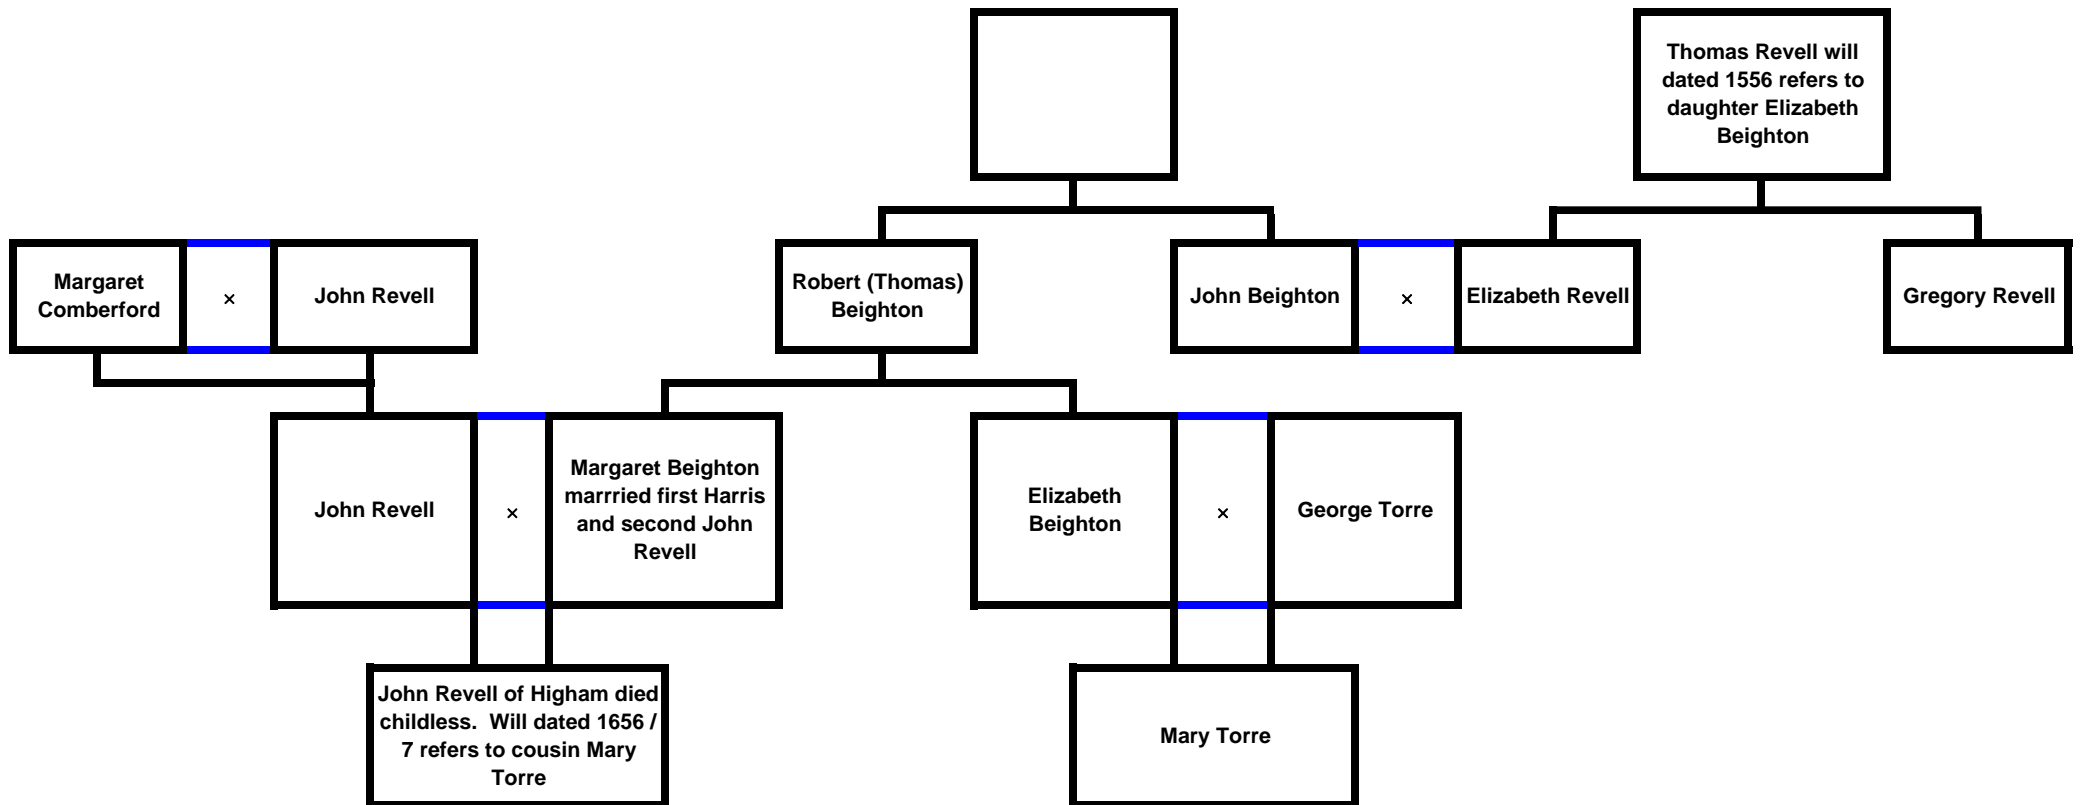 Thomas Revell will
dated 1556 refers to
daughter Elizabeth
Beighton
Margaret
Comberford
×
John Revell
Robert (Thomas)
Beighton
John Beighton
×
Elizabeth Revell
Gregory Revell
John Revell
×
Margaret Beighton
marrried first Harris
and second John
Revell
Elizabeth
Beighton
×
George Torre
John Revell of Higham died
childless.  Will dated 1656 /
7 refers to cousin Mary
Torre
Mary Torre